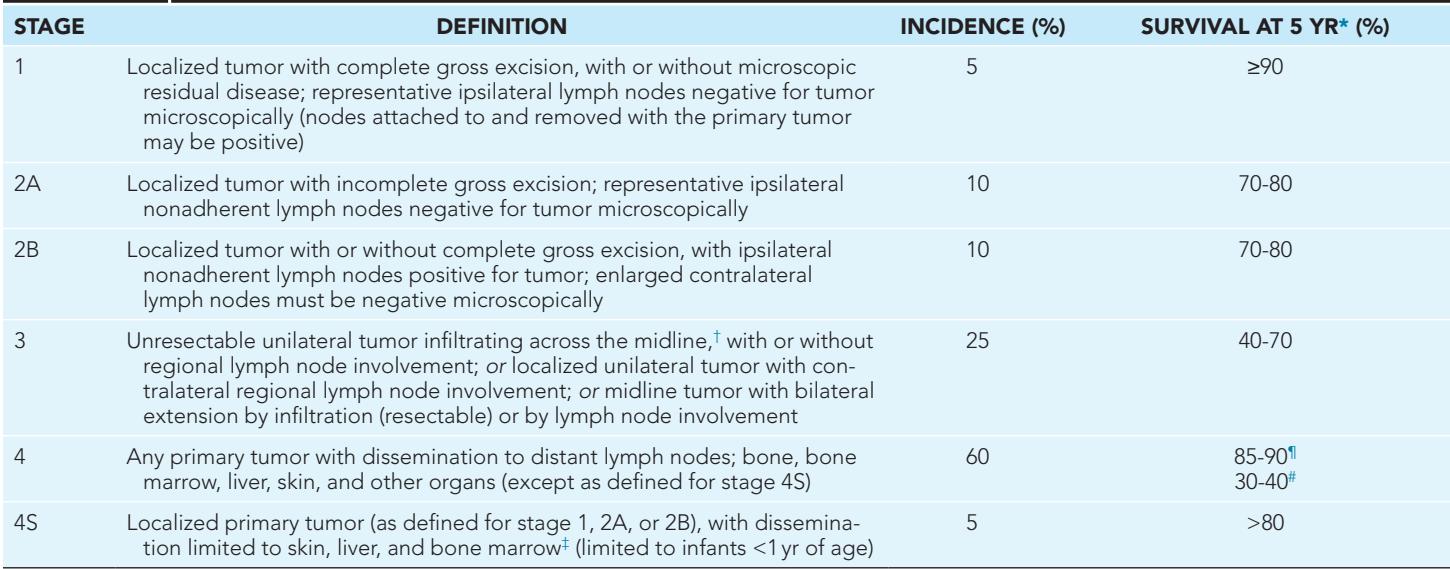 STAGE DEFINITION INCIDENCE (%) SURVIVAL AT 5 YR* (%)
1 Localized tumor with complete gross excision, with or without microscopic 5 ≥90
residual disease; representative ipsilateral lymph nodes negative for tumor
microscopically (nodes attached to and removed with the primary tumor
may be positive)
2A Localized tumor with incomplete gross excision; representative ipsilateral 10 70-80
nonadherent lymph nodes negative for tumor microscopically
2B Localized tumor with or without complete gross excision, with ipsilateral 10 70-80
nonadherent lymph nodes positive for tumor; enlarged contralateral
lymph nodes must be negative microscopically
3 Unresectable unilateral tumor infiltrating across the midline,† with or without 25 40-70
regional lymph node involvement; or localized unilateral tumor with con-
tralateral regional lymph node involvement; or midline tumor with bilateral
extension by infiltration (resectable) or by lymph node involvement
4 Any primary tumor with dissemination to distant lymph nodes; bone, bone 60 85-90¶
marrow, liver, skin, and other organs (except as defined for stage 4S) 30-40#
4S Localized primary tumor (as defined for stage 1, 2A, or 2B), with dissemina- 5 >80
tion limited to skin, liver, and bone marrow‡ (limited to infants <1 yr of age)